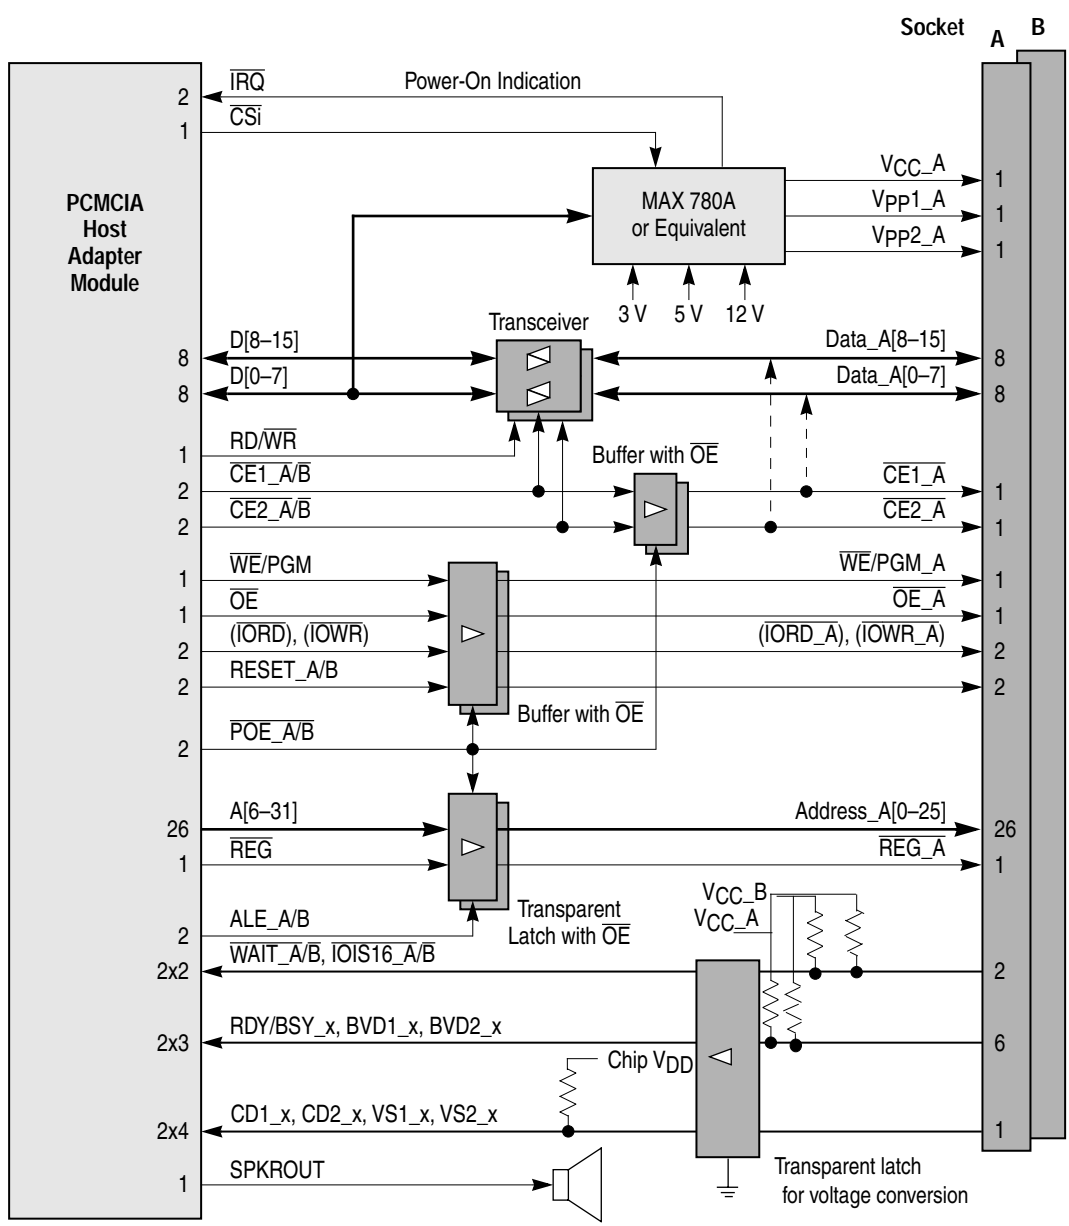 Socket
A
B
2
IRQ
Power-On Indication
1
CSi
PCMCIA
Host
Adapter
Module
MAX 780A
or Equivalent
VCC_A
1
VPP1_A
1
VPP2_A
1
3 V
5 V
12 V
Transceiver
8
D[8–15]
Data_A[8–15]
8
8
D[0–7]
Data_A[0–7]
8
1
RD/WR
Buffer with OE
2
CE1_A/B
CE1_A
1
2
CE2_A/B
CE2_A
1
1
WE/PGM
WE/PGM_A
1
1
OE
OE_A
1
2
(IORD), (IOWR)
(IORD_A), (IOWR_A)
2
2
RESET_A/B
2
Buffer with OE
2
POE_A/B
26
A[6–31]
Address_A[0–25]
26
1
REG
REG_A
1
VCC_B
VCC_A
2
ALE_A/B
Transparent
Latch with OE
2x2
WAIT_A/B, IOIS16_A/B
2
2x3
RDY/BSY_x, BVD1_x, BVD2_x
6
Chip VDD
2x4
CD1_x, CD2_x, VS1_x, VS2_x
1
1
SPKROUT
Transparent latch
for voltage conversion